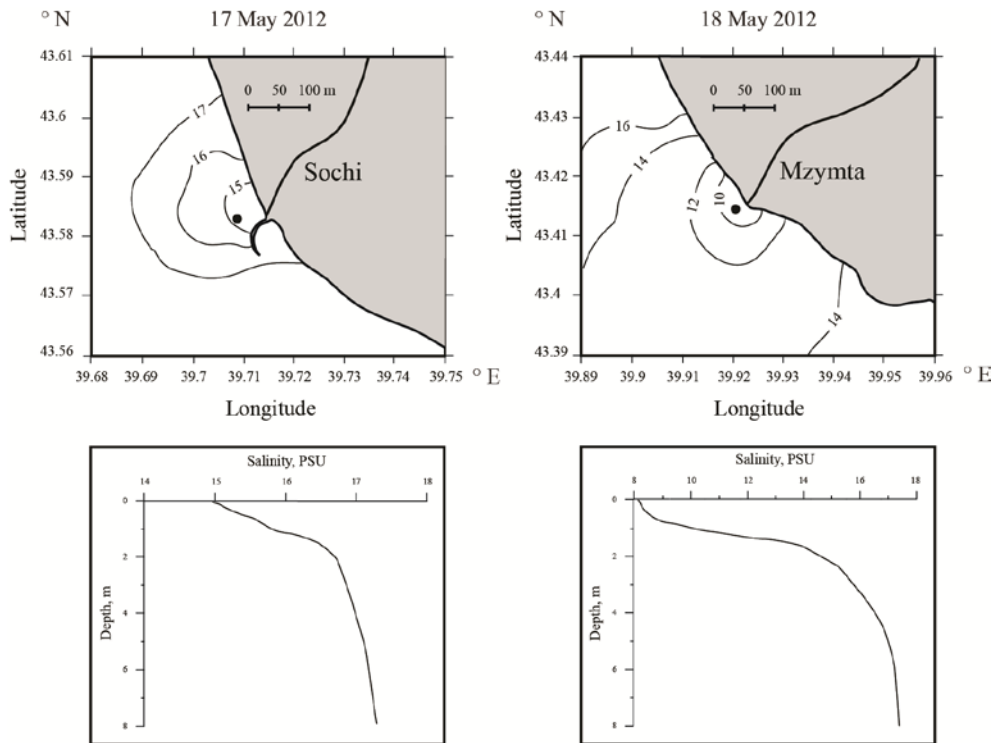 17 May 2012
° N
43.61
43.6
43.59
43.58
43.57
43.56
Latitude
0 50 100 m
17
16
15
Sochi
39.68 39.69 39.7 39.71 39.72 39.73 39.74 39.75 ° E
Longitude
18 May 2012
° N
43.44
43.43
43.42
43.41
43.4
43.39
Latitude
0 50 100 m
16
14
12
10
14
Mzymta
39.89 39.9 39.91 39.92 39.93 39.94 39.95 39.96 ° E
Longitude
Salinity, PSU
14 15 16 17 18
0
2
4
6
8
Depth, m
Salinity, PSU
8 10 12 14 16 18
0
2
4
6
8
Depth, m